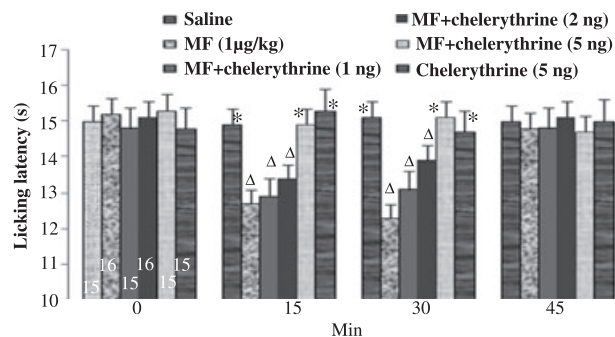 Saline
MF (1μg/kg)
MF+chelerythrine (1 ng)
MF+chelerythrine (2 ng)
MF+chelerythrine (5 ng)
Chelerythrine (5 ng)
Licking latency (s)
17
16
15
14
13
12
11
10
* Δ Δ Δ * *
* Δ Δ Δ * *
15 16 15 16 15 15
0 15 30 45
Min